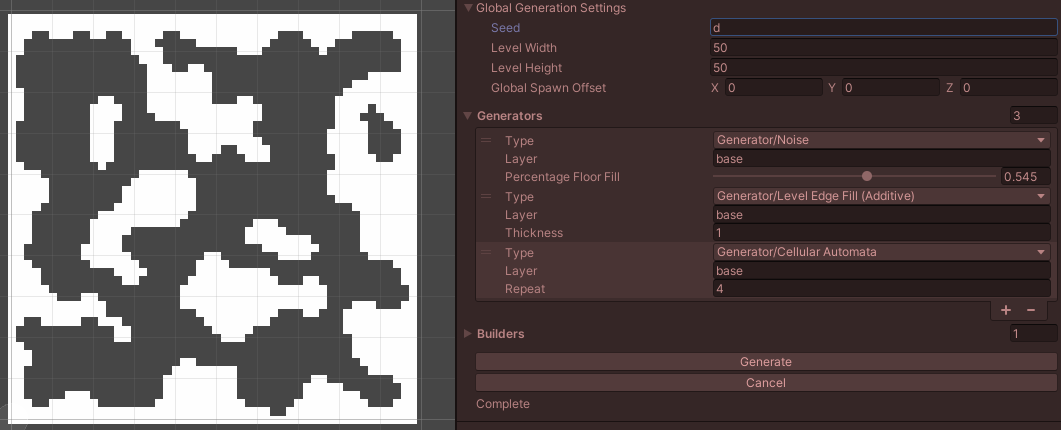 Global Generation Settings
Seed d
Level Width 50
Level Height 50
Global Spawn Offset X 0 Y 0 Z 0
Generators 3
Type Generator/Noise
Layer base
Percentage Floor Fill 0.545
Type Generator/Level Edge Fill (Additive)
Layer base
Thickness 1
Type Generator/Cellular Automata
Layer base
Repeat 4
+ −
Builders 1
Generate
Cancel
Complete